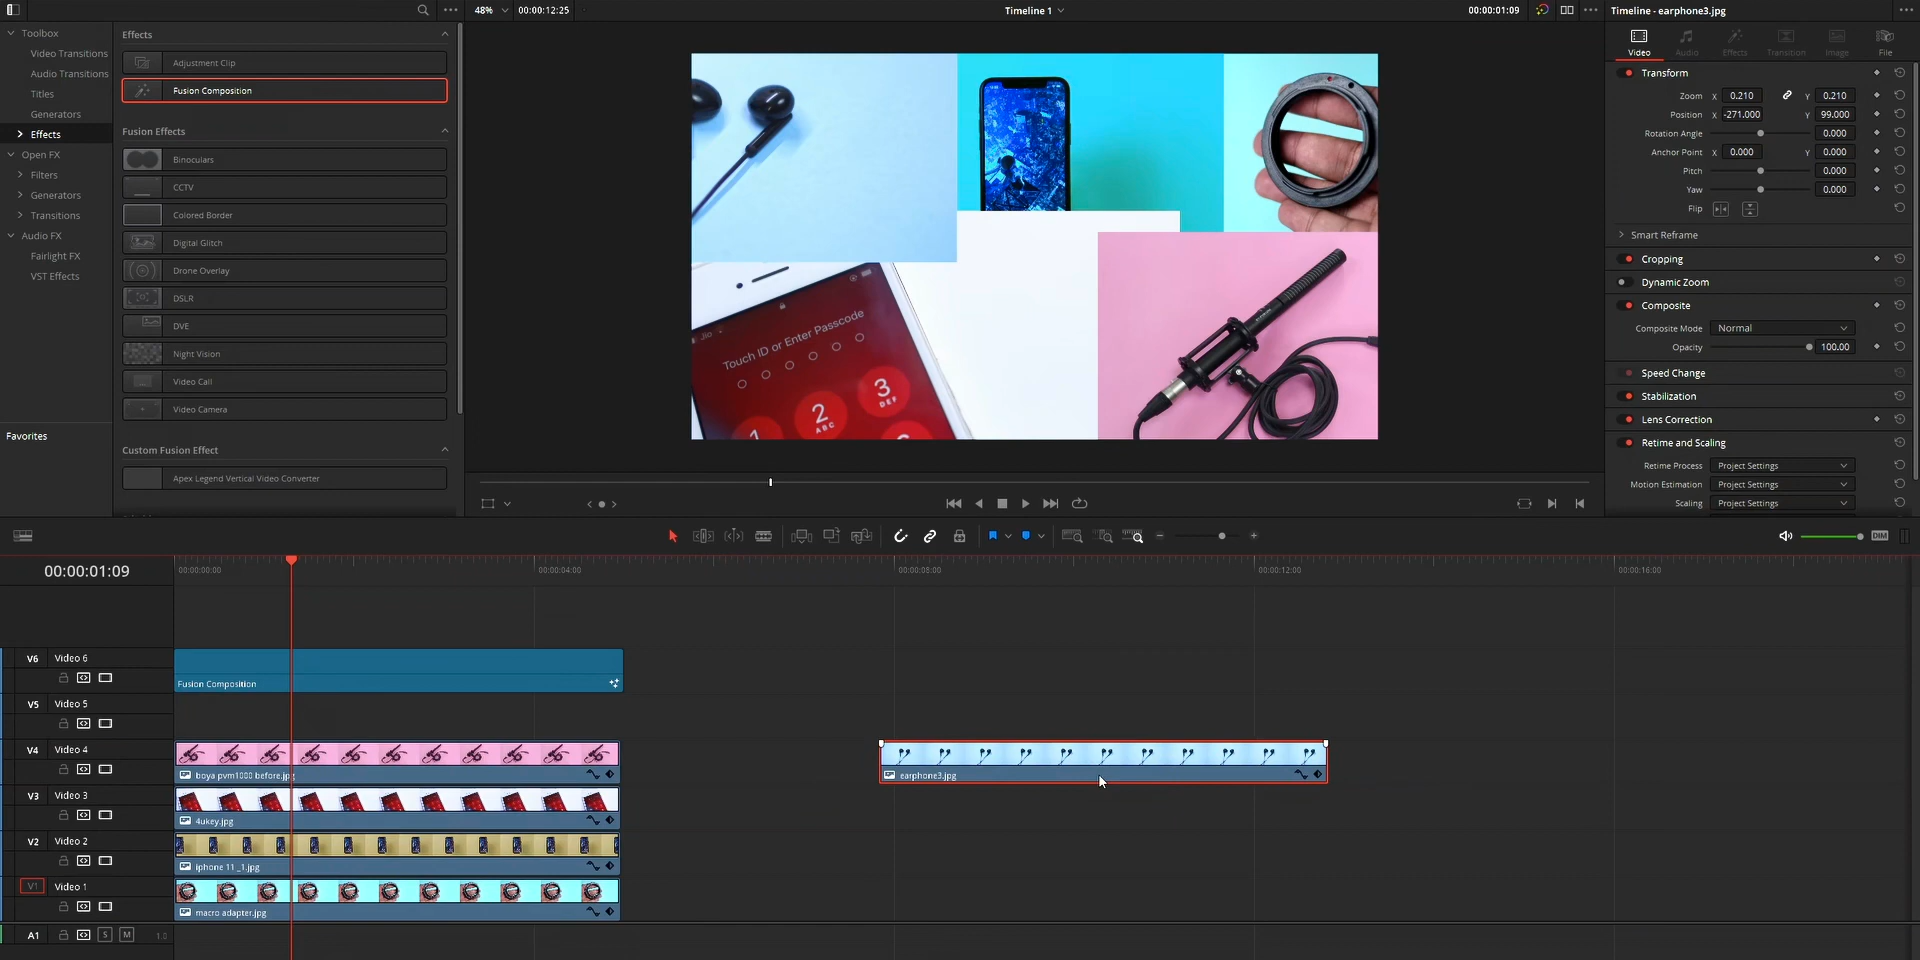 48%
00:00:12:25
Timeline 1
00:00:01:09
Timeline - earphone3.jpg
Toolbox
Video Transitions
Audio Transitions
Titles
Generators
Effects
Open FX
Filters
Generators
Transitions
Audio FX
Fairlight FX
VST Effects
Favorites
Effects
Adjustment Clip
Fusion Composition
Fusion Effects
Binoculars
CCTV
Colored Border
Digital Glitch
Drone Overlay
DSLR
DVE
Night Vision
Video Call
Video Camera
Custom Fusion Effect
Apex Legend Vertical Video Converter
Jio
Touch ID or Enter Passcode
1
2
ABC
3
DEF
Video
Audio
Effects
Transition
Image
File
Transform
Zoom X 0.210 Y 0.210
Position X -271.000 Y 99.000
Rotation Angle 0.000
Anchor Point X 0.000 Y 0.000
Pitch 0.000
Yaw 0.000
Flip
Smart Reframe
Cropping
Dynamic Zoom
Composite
Composite Mode Normal
Opacity 100.00
Speed Change
Stabilization
Lens Correction
Retime and Scaling
Retime Process Project Settings
Motion Estimation Project Settings
Scaling Project Settings
DIM
00:00:01:09
00:00:00:00
00:00:04:00
00:00:08:00
00:00:12:00
00:00:16:00
V6 Video 6
Fusion Composition
V5 Video 5
V4 Video 4
boya pvm1000 before.jpg
earphone3.jpg
V3 Video 3
4ukey.jpg
V2 Video 2
iphone 11 _1.jpg
V1 Video 1
macro adapter.jpg
A1 S M 1.0